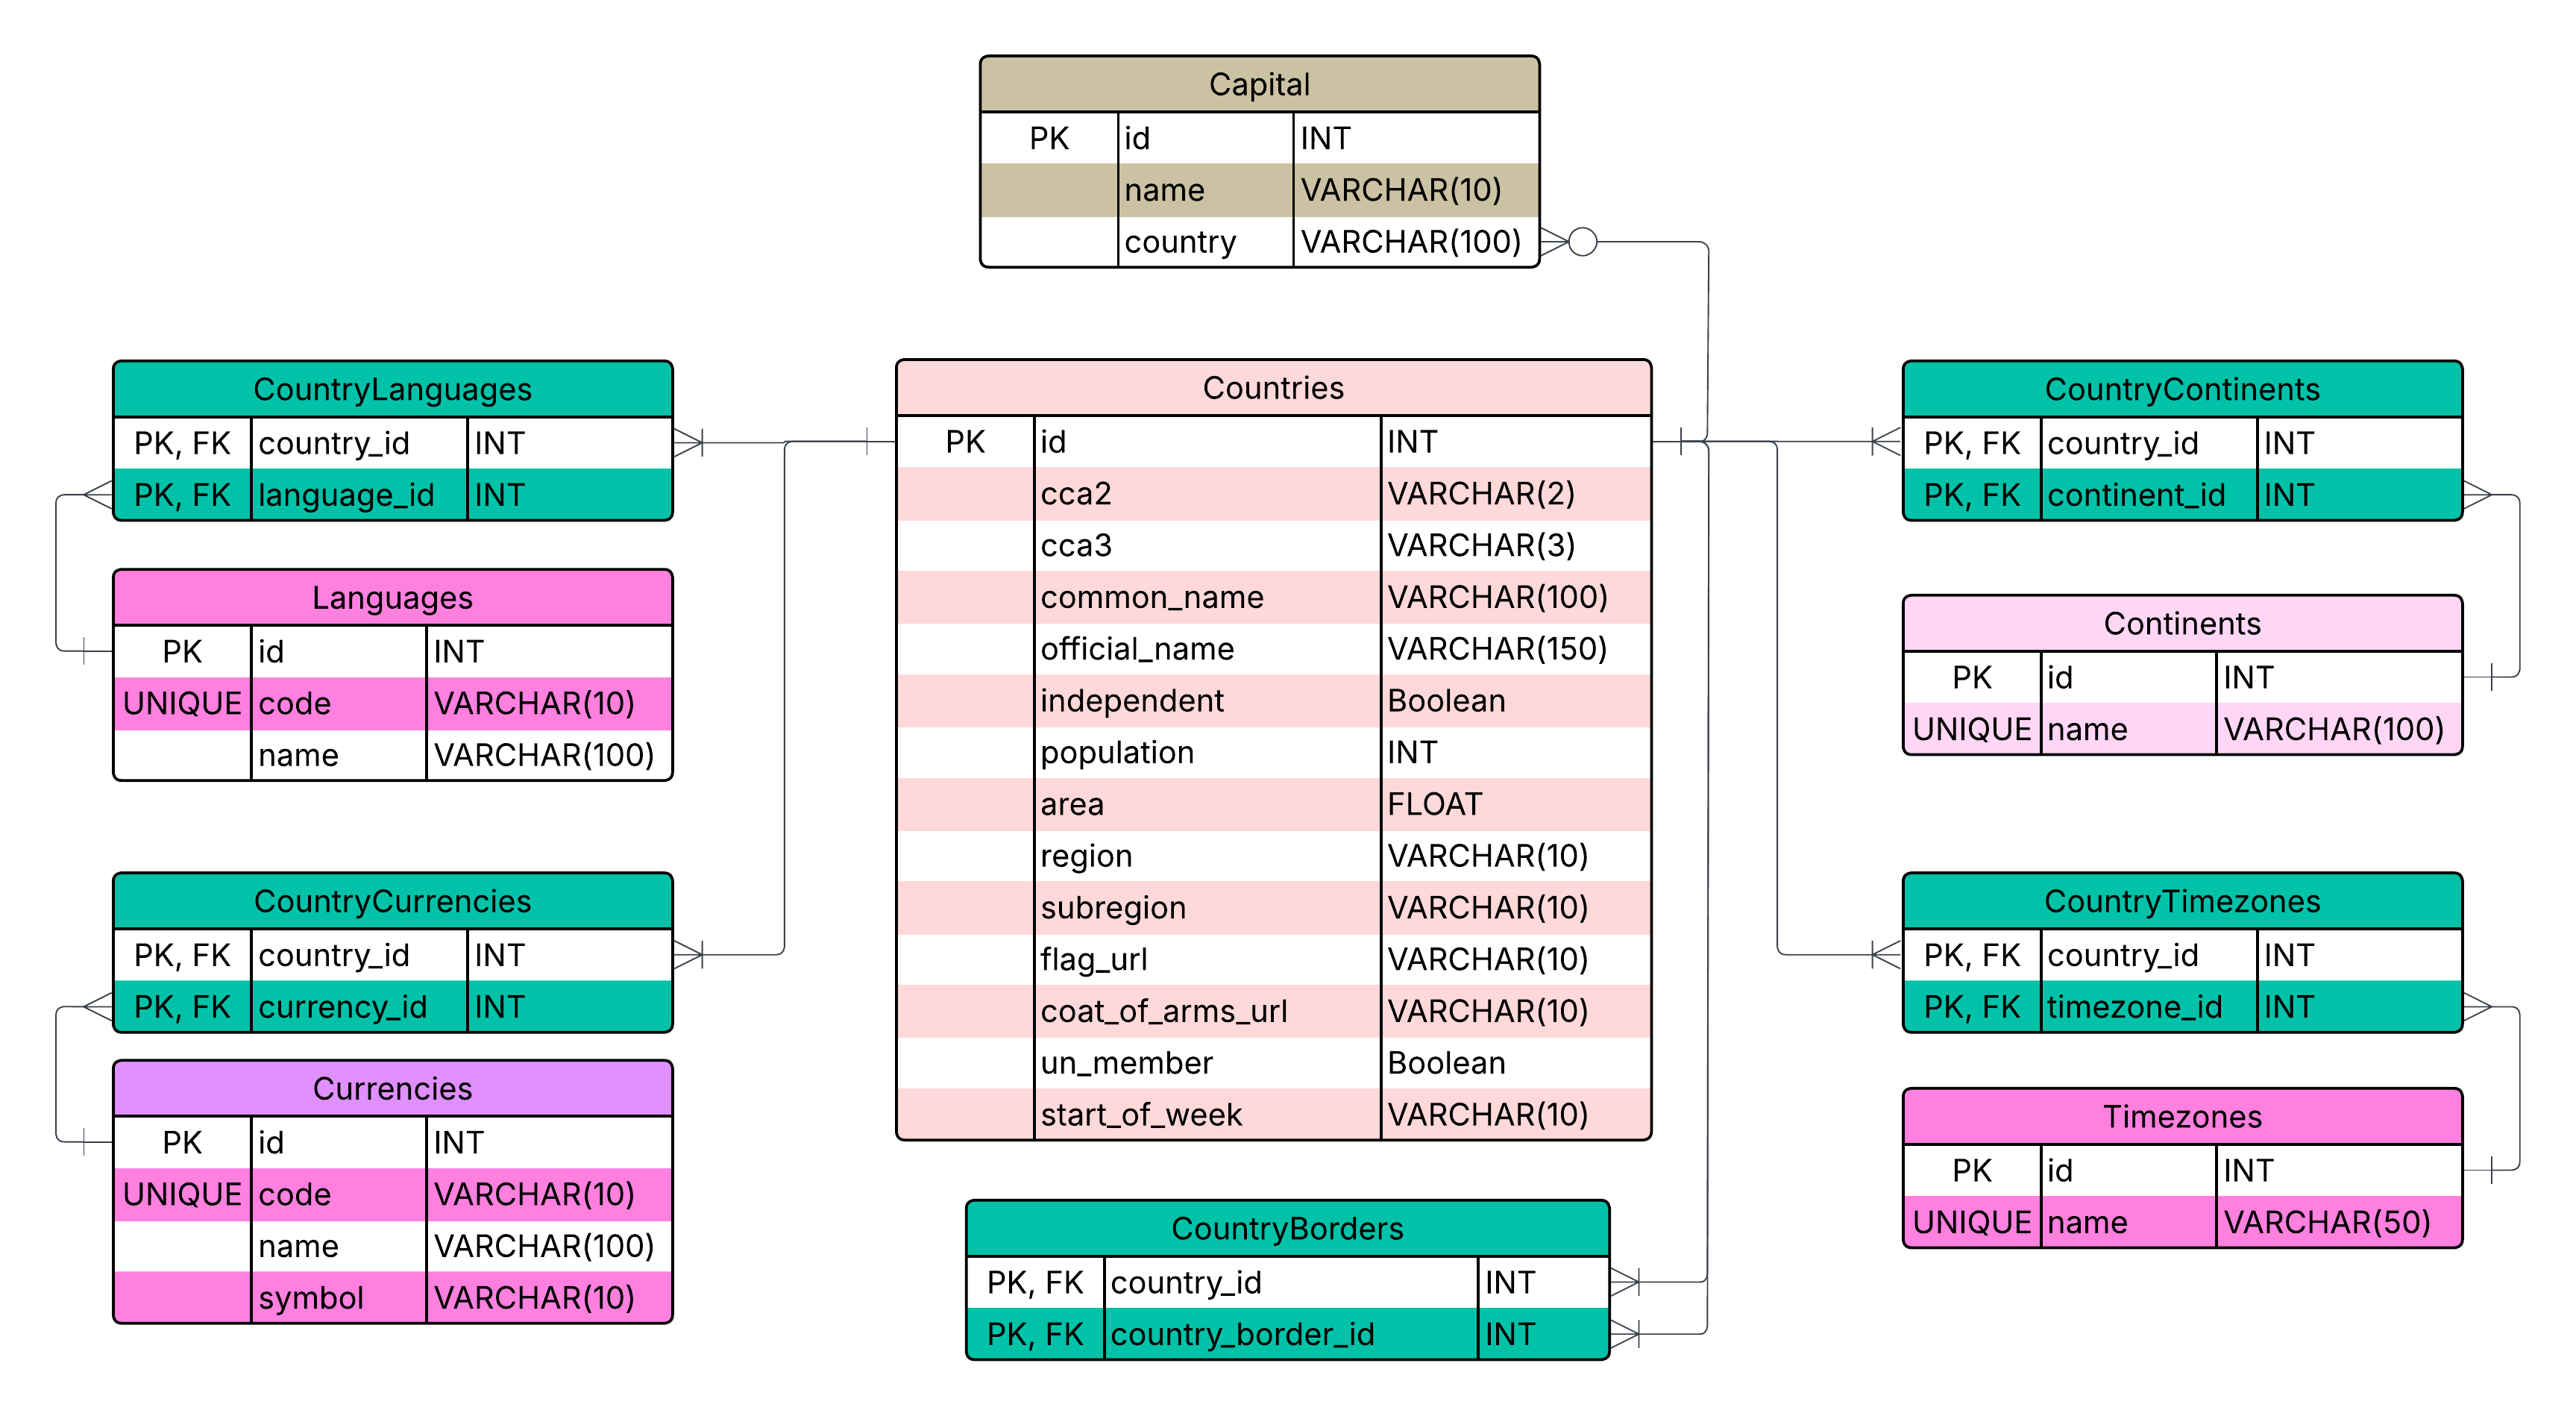 Capital
PK id INT
name VARCHAR(10)
country VARCHAR(100)
CountryLanguages
PK, FK country_id INT
PK, FK language_id INT
Languages
PK id INT
UNIQUE code VARCHAR(10)
name VARCHAR(100)
CountryCurrencies
PK, FK country_id INT
PK, FK currency_id INT
Currencies
PK id INT
UNIQUE code VARCHAR(10)
name VARCHAR(100)
symbol VARCHAR(10)
Countries
PK id INT
cca2 VARCHAR(2)
cca3 VARCHAR(3)
common_name VARCHAR(100)
official_name VARCHAR(150)
independent Boolean
population INT
area FLOAT
region VARCHAR(10)
subregion VARCHAR(10)
flag_url VARCHAR(10)
coat_of_arms_url VARCHAR(10)
un_member Boolean
start_of_week VARCHAR(10)
CountryBorders
PK, FK country_id INT
PK, FK country_border_id INT
CountryContinents
PK, FK country_id INT
PK, FK continent_id INT
Continents
PK id INT
UNIQUE name VARCHAR(100)
CountryTimezones
PK, FK country_id INT
PK, FK timezone_id INT
Timezones
PK id INT
UNIQUE name VARCHAR(50)